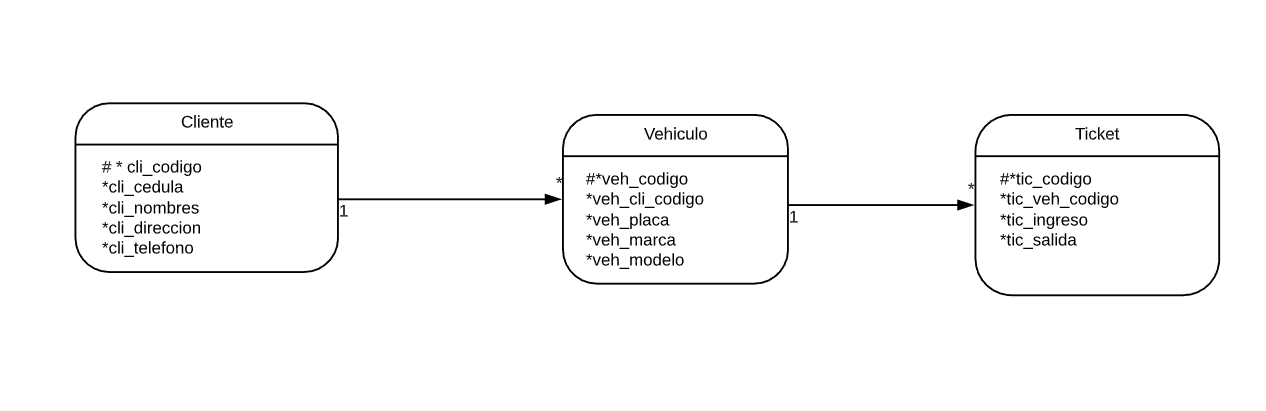 Cliente
# * cli_codigo
*cli_cedula
*cli_nombres
*cli_direccion
*cli_telefono
1
*
Vehiculo
#*veh_codigo
*veh_cli_codigo
*veh_placa
*veh_marca
*veh_modelo
1
*
Ticket
#*tic_codigo
*tic_veh_codigo
*tic_ingreso
*tic_salida